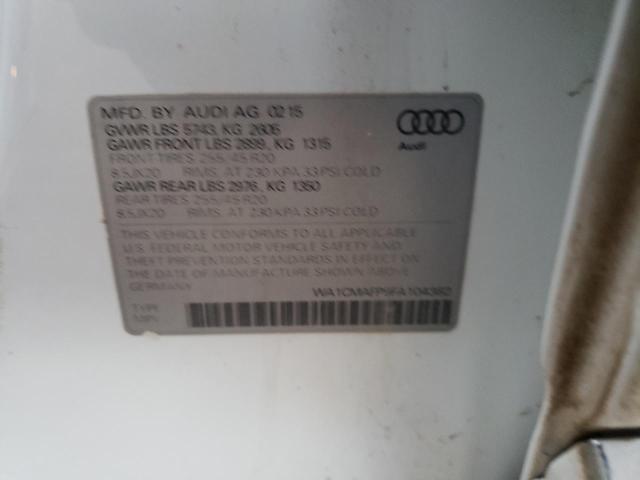 MFD. BY AUDI AG 02 15
GVWR LBS 5743, KG 2605
GAWR FRONT LBS 2899, KG 1315
FRONT TIRES 255/45 R20
8.5JX20 RIMS, AT 230 KPA 33 PSI COLD
GAWR REAR LBS 2976, KG 1350
REAR TIRES 255/45 R20
8.5JX20 RIMS, AT 230 KPA 33 PSI COLD
Audi
THIS VEHICLE CONFORMS TO ALL APPLICABLE
U.S. FEDERAL MOTOR VEHICLE SAFETY AND
THEFT PREVENTION STANDARDS IN EFFECT ON
THE DATE OF MANUFACTURE SHOWN ABOVE
GERMANY
WA1CMAFP5FA104362
TYPE
MPV